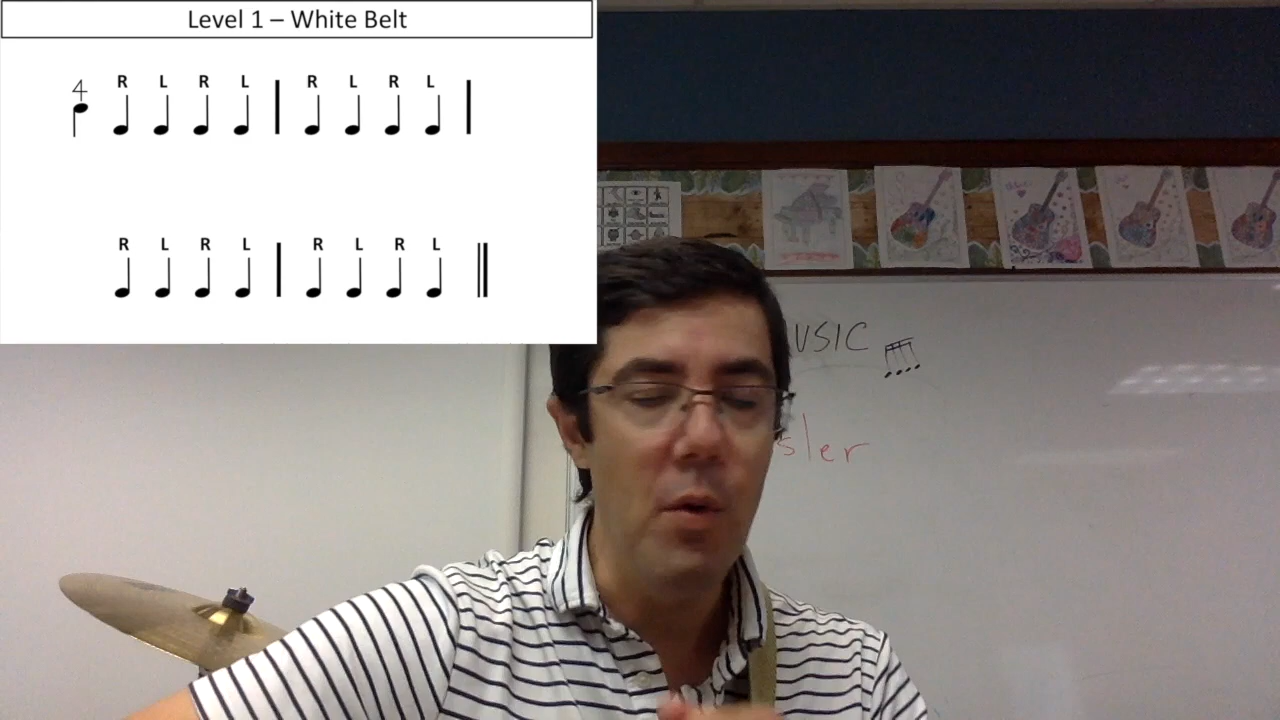 Level 1 – White Belt
4 R L R L R L R L
R L R L R L R L
USIC
sler